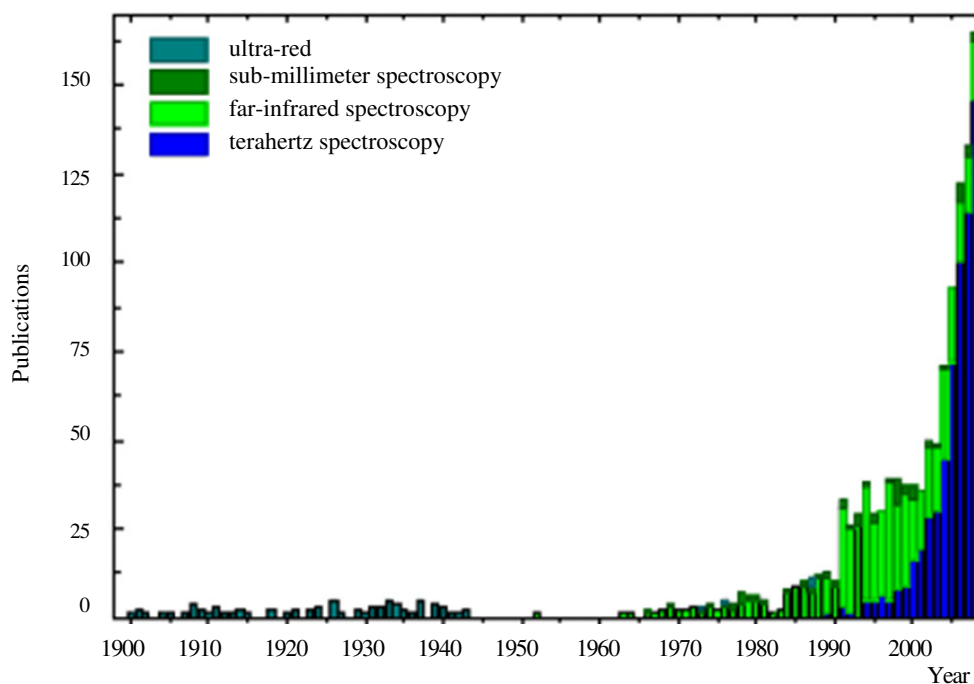 ultra-red
sub-millimeter spectroscopy
far-infrared spectroscopy
terahertz spectroscopy
150
125
100
75
50
25
0
Publications
1900 1910 1920 1930 1940 1950 1960 1970 1980 1990 2000
Year